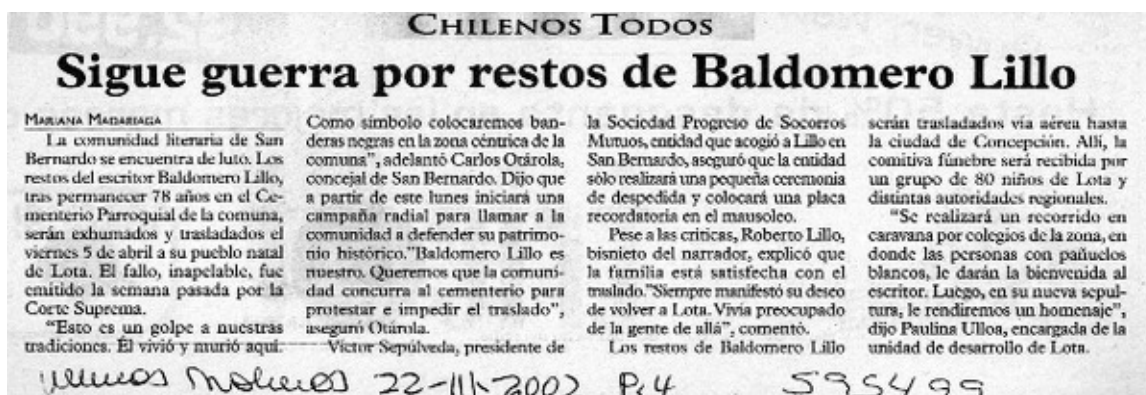 CHILENOS TODOS
Sigue guerra por restos de Baldomero Lillo
MARIANA MADARIAGA
La comunidad literaria de San
Bernardo se encuentra de luto. Los
restos del escritor Baldomero Lillo,
tras permanecer 78 años en el Ce-
menterio Parroquial de la comuna,
serán exhumados y trasladados el
viernes 5 de abril a su pueblo natal
de Lota. El fallo, inapelable, fue
emitido la semana pasada por la
Corte Suprema.
"Esto es un golpe a nuestras
tradiciones. Él vivió y murió aquí.
Como símbolo colocaremos ban-
deras negras en la zona céntrica de la
comuna", adelantó Carlos Otárola,
concejal de San Bernardo. Dijo que
a partir de este lunes iniciará una
campaña radial para llamar a la
comunidad a defender su patrimo-
nio histórico."Baldomero Lillo es
nuestro. Queremos que la comuni-
dad concurra al cementerio para
protestar e impedir el traslado",
aseguró Otárola.
Víctor Sepúlveda, presidente de
la Sociedad Progreso de Socorros
Mutuos, entidad que acogió a Lillo en
San Bernardo, aseguró que la entidad
sólo realizará una pequeña ceremonia
de despedida y colocará una placa
recordatoria en el mausoleo.
Pese a las críticas, Roberto Lillo,
bisnieto del narrador, explicó que
la familia está satisfecha con el
traslado."Siempre manifestó su deseo
de volver a Lota. Vivía preocupado
de la gente de allá", comentó.
Los restos de Baldomero Lillo
serán trasladados vía aérea hasta
la ciudad de Concepción. Allí, la
comitiva fúnebre será recibida por
un grupo de 80 niños de Lota y
distintas autoridades regionales.
"Se realizará un recorrido en
caravana por colegios de la zona, en
donde las personas con pañuelos
blancos, le darán la bienvenida al
escritor. Luego, en su nueva sepul-
tura, le rendiremos un homenaje",
dijo Paulina Ulloa, encargada de la
unidad de desarrollo de Lota.
22-III-2002 P.4 595499